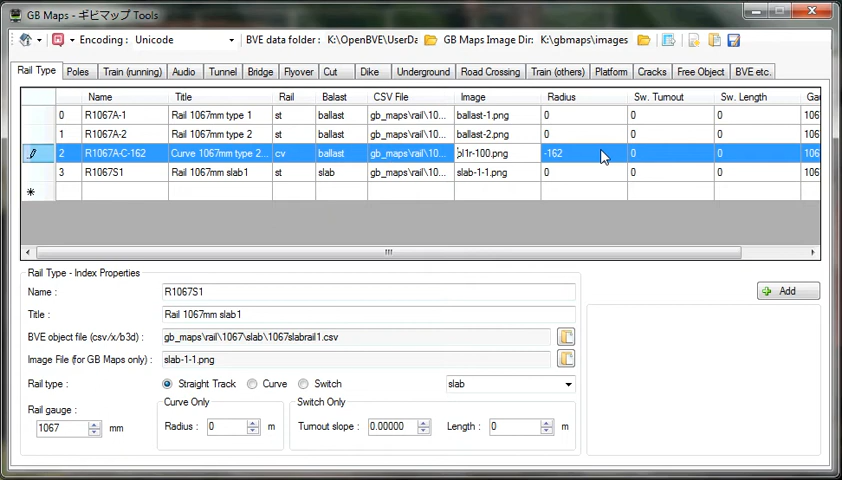 GB Maps - ギビマップ Tools
Encoding: Unicode BVE data folder: K:\OpenBVE\UserDa GB Maps Image Dir: K:\gbmaps\images
Rail Type Poles Train (running) Audio Tunnel Bridge Flyover Cut Dike Underground Road Crossing Train (others) Platform Cracks Free Object BVE etc.
Name Title Rail Balast CSV File Image Radius Sw. Turnout Sw. Length Gau
0 R1067A-1 Rail 1067mm type 1 st ballast gb_maps\rail\10... ballast-1.png 0 0 0 106
1 R1067A-2 Rail 1067mm type 2 st ballast gb_maps\rail\10... ballast-2.png 0 0 0 106
2 R1067A-C-162 Curve 1067mm type 2... cv ballast gb_maps\rail\10... l1r-100.png -162 0 0 106
3 R1067S1 Rail 1067mm slab1 st slab gb_maps\rail\10... slab-1-1.png 0 0 0 106
Rail Type - Index Properties
Name : R1067S1
Add
Title : Rail 1067mm slab1
BVE object file (csv/x/b3d) : gb_maps\rail\1067\slab\1067slabrail1.csv
Image File (for GB Maps only) : slab-1-1.png
Rail type : Straight Track Curve Switch slab
Rail gauge : 1067 mm
Curve Only
Radius : 0 m
Switch Only
Turnout slope : 0.00000 Length : 0 m